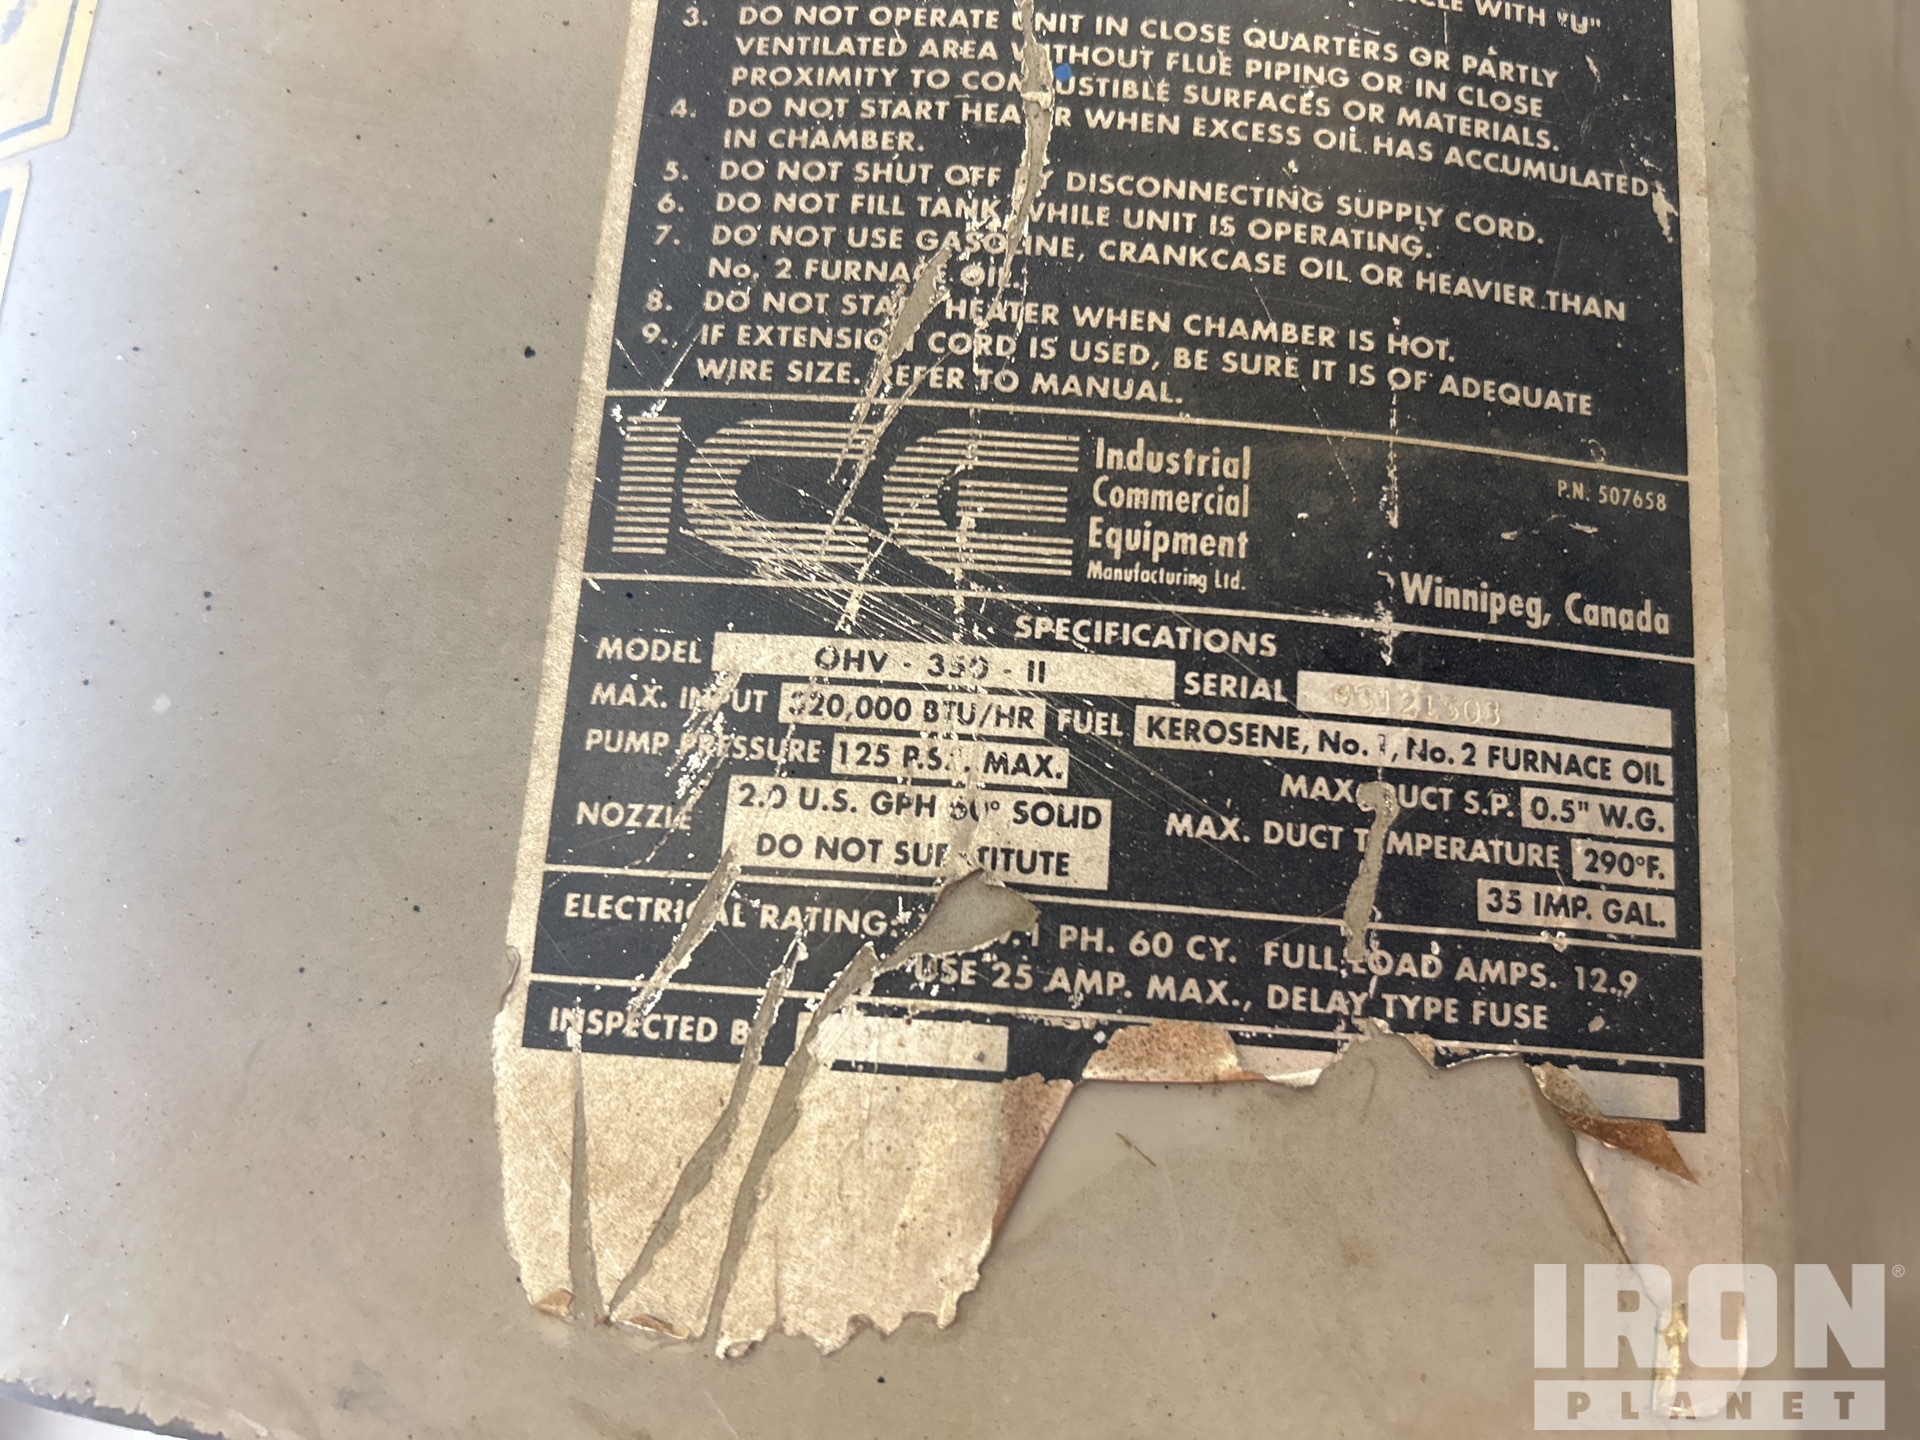 WITH "U"
3. DO NOT OPERATE UNIT IN CLOSE QUARTERS OR PARTLY
VENTILATED AREA WITHOUT FLUE PIPING OR IN CLOSE
PROXIMITY TO COMBUSTIBLE SURFACES OR MATERIALS.
4. DO NOT START HEATER WHEN EXCESS OIL HAS ACCUMULATED
IN CHAMBER.
5. DO NOT SHUT OFF BY DISCONNECTING SUPPLY CORD.
6. DO NOT FILL TANK WHILE UNIT IS OPERATING.
7. DO NOT USE GASOLINE, CRANKCASE OIL OR HEAVIER THAN
No. 2 FURNACE OIL.
8. DO NOT START HEATER WHEN CHAMBER IS HOT.
9. IF EXTENSION CORD IS USED, BE SURE IT IS OF ADEQUATE
WIRE SIZE. REFER TO MANUAL.
ICE
Industrial
Commercial
Equipment
Manufacturing Ltd.
P.N. 507658
Winnipeg, Canada
SPECIFICATIONS
MODEL OHV - 350 - II SERIAL
MAX. INPUT 320,000 BTU/HR FUEL KEROSENE, No. 1, No. 2 FURNACE OIL
PUMP PRESSURE 125 P.S.I. MAX. MAX. DUCT S.P. 0.5" W.G.
NOZZLE 2.0 U.S. GPH SOLID MAX. DUCT TEMPERATURE 290°F.
DO NOT SUBSTITUTE 35 IMP. GAL.
ELECTRICAL RATING: 1 PH. 60 CY. FULL LOAD AMPS. 12.9
USE 25 AMP. MAX., DELAY TYPE FUSE
INSPECTED BY
IRON
PLANET